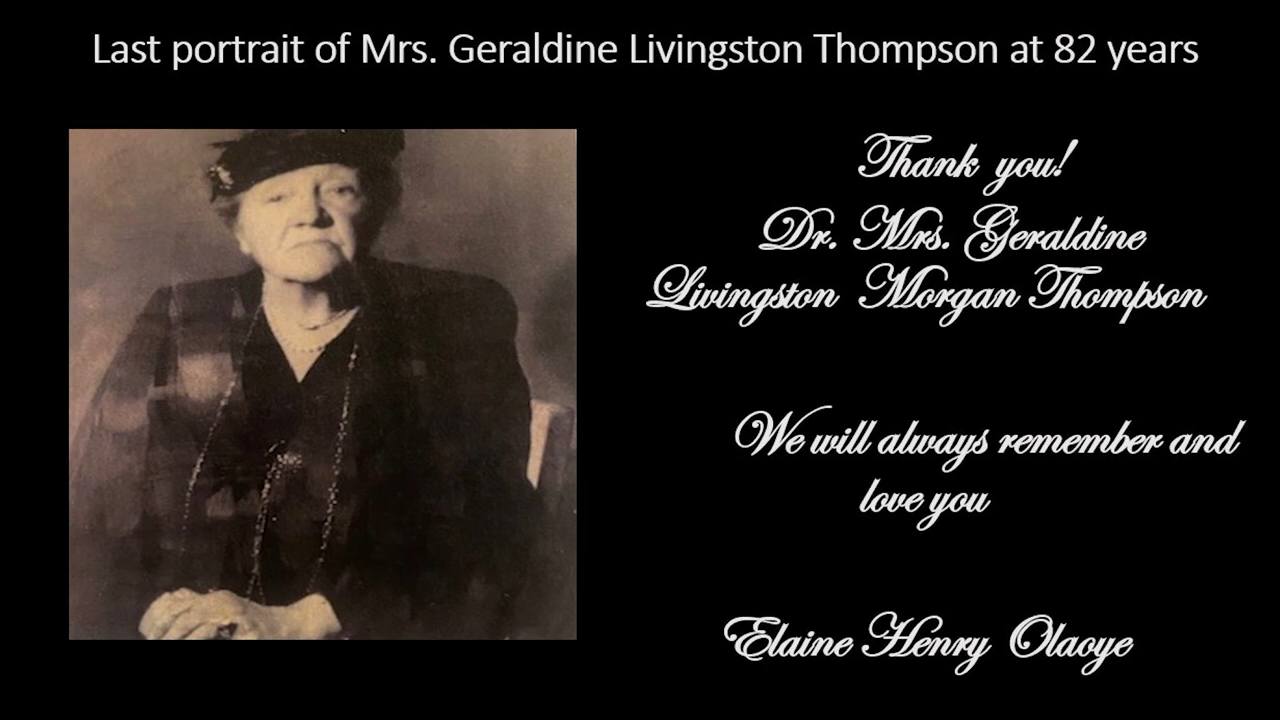 Last portrait of Mrs. Geraldine Livingston Thompson at 82 years
Thank you!
Dr. Mrs. Geraldine
Livingston Morgan Thompson
We will always remember and
love you
Elaine Henry Olaoye